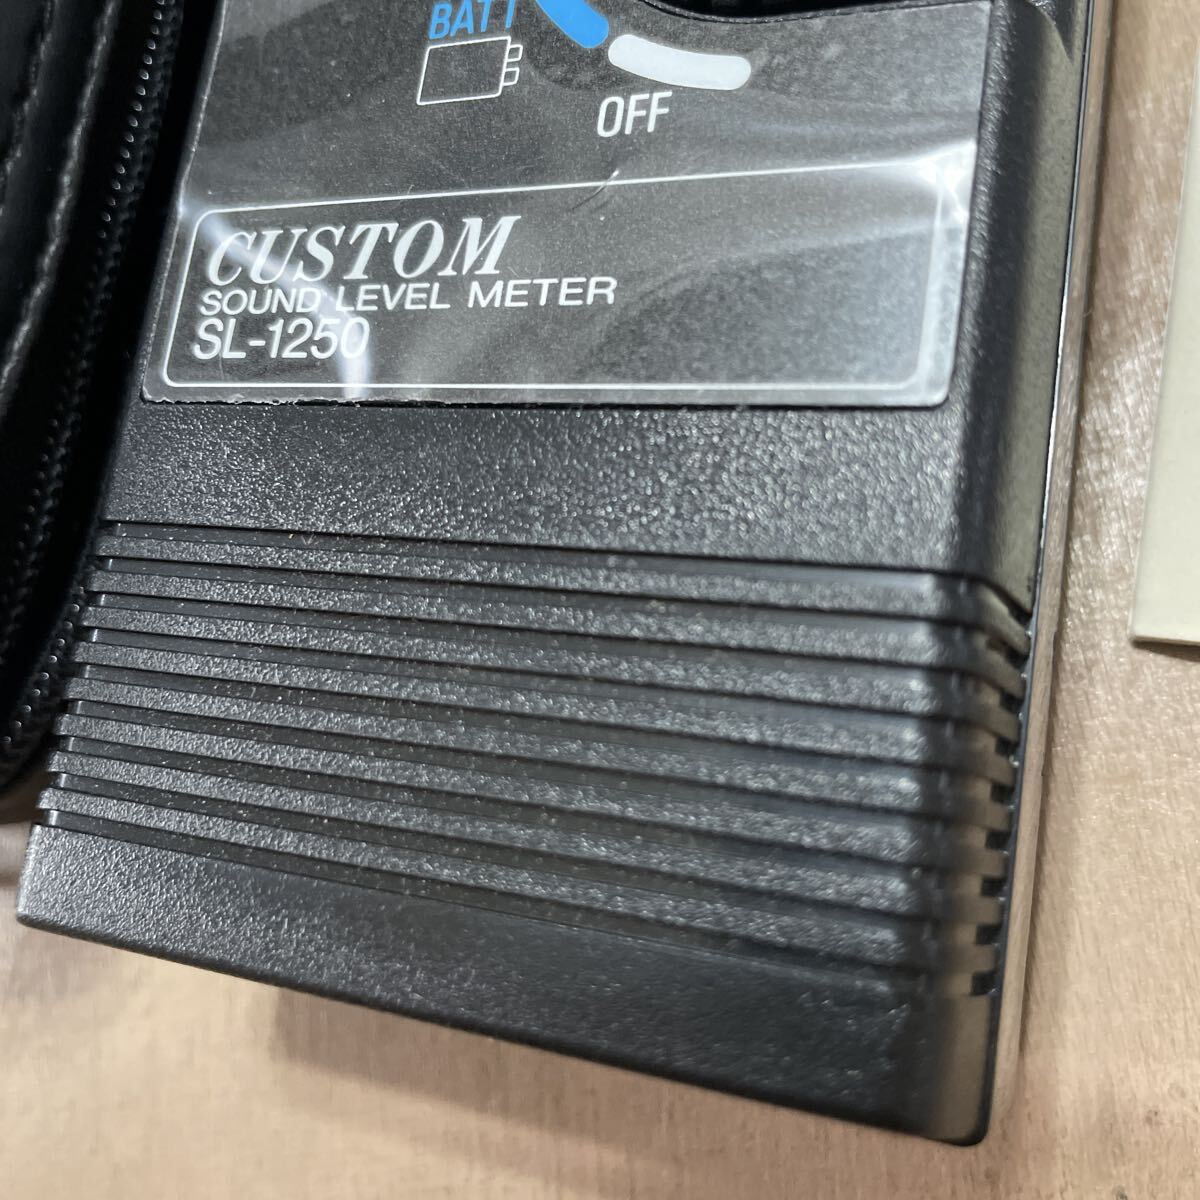 BATT
OFF
CUSTOM
SOUND LEVEL METER
SL-1250